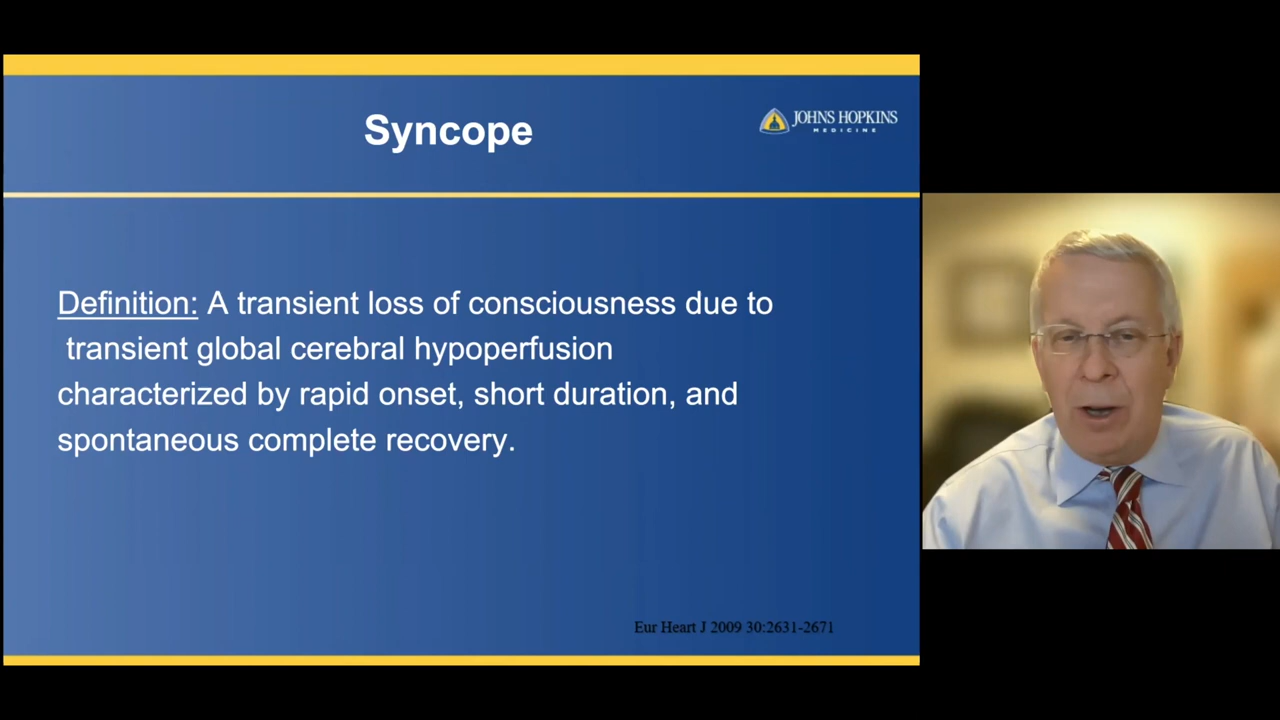 Syncope
JOHNS HOPKINS
MEDICINE
Definition: A transient loss of consciousness due to
transient global cerebral hypoperfusion
characterized by rapid onset, short duration, and
spontaneous complete recovery.
Eur Heart J 2009 30:2631-2671